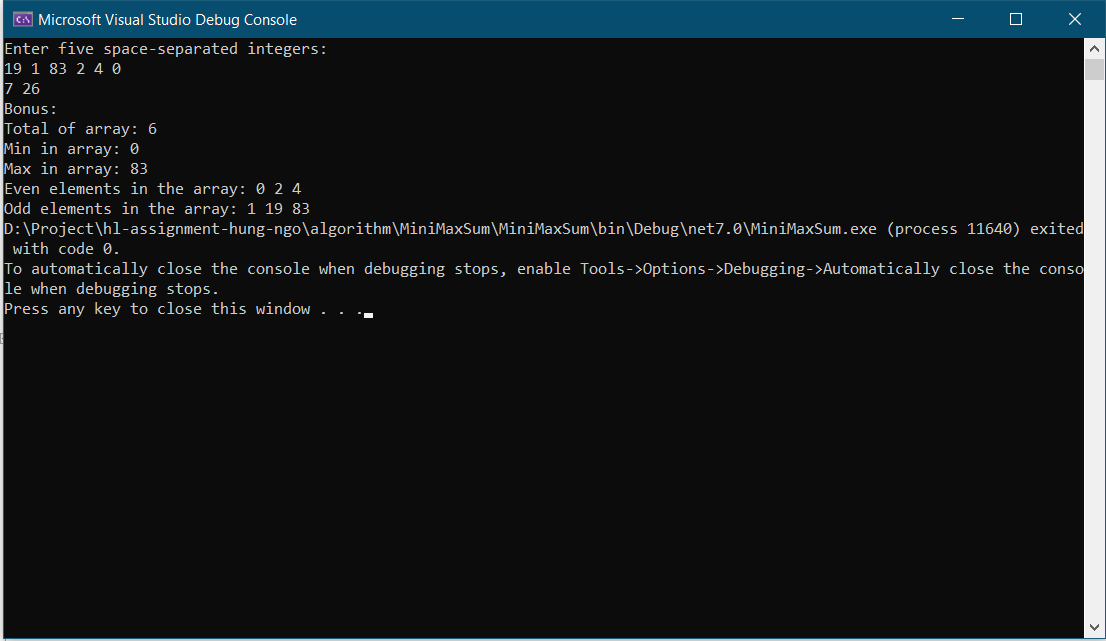 Microsoft Visual Studio Debug Console
Enter five space-separated integers:
19 1 83 2 4 0
7 26
Bonus:
Total of array: 6
Min in array: 0
Max in array: 83
Even elements in the array: 0 2 4
Odd elements in the array: 1 19 83
D:\Project\hl-assignment-hung-ngo\algorithm\MiniMaxSum\MiniMaxSum\bin\Debug\net7.0\MiniMaxSum.exe (process 11640) exited
 with code 0.
To automatically close the console when debugging stops, enable Tools->Options->Debugging->Automatically close the conso
le when debugging stops.
Press any key to close this window . . .